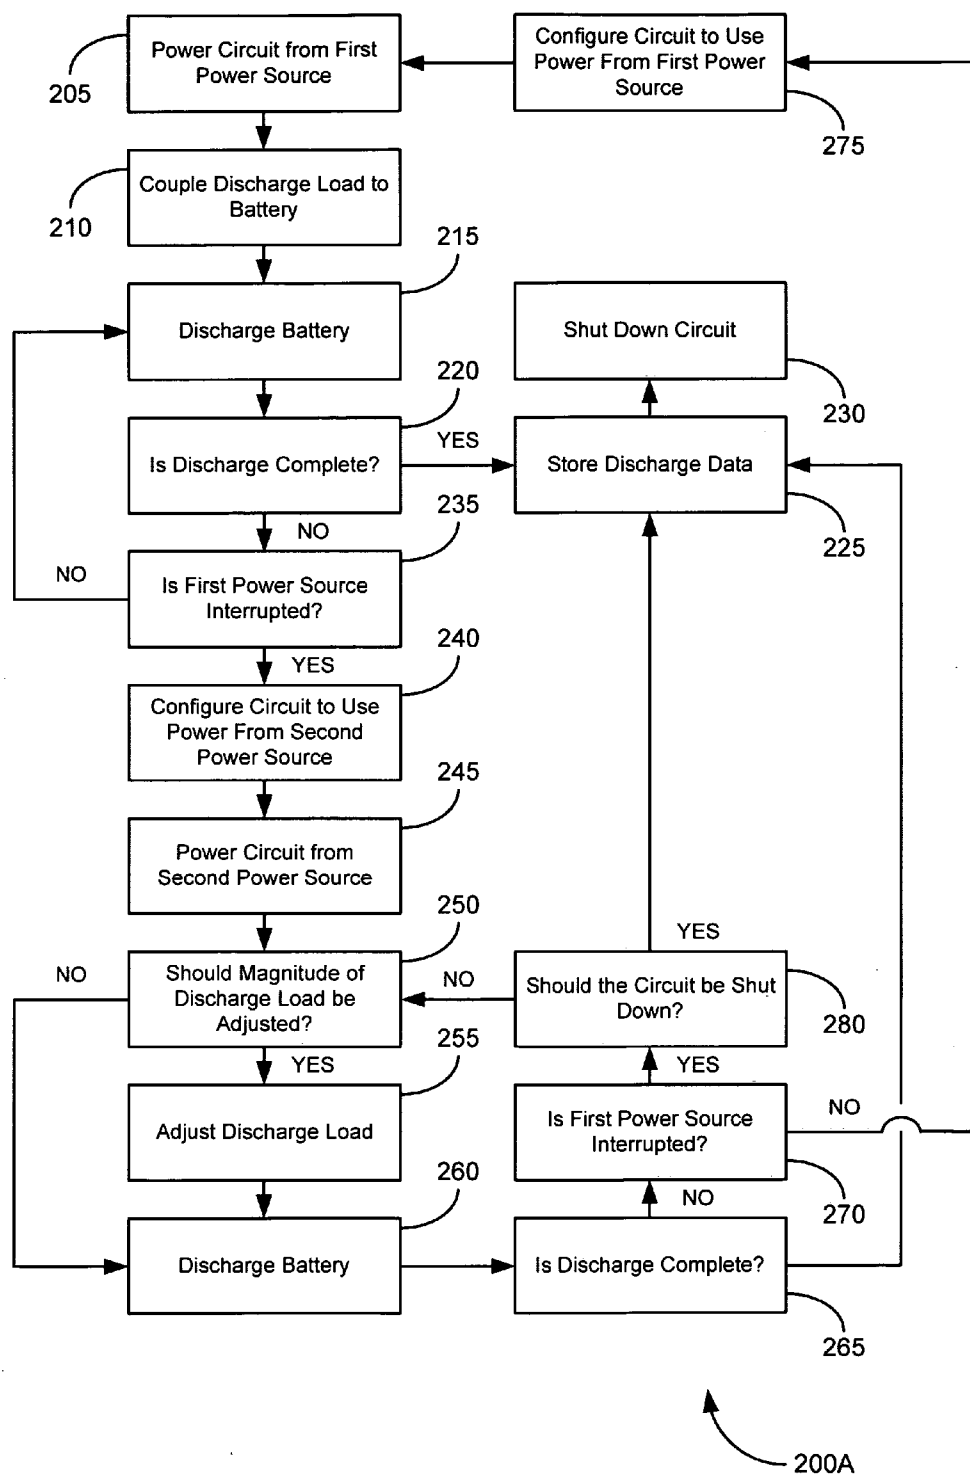 Power Circuit from First
Power Source
205
Configure Circuit to Use
Power From First Power
Source
275
Couple Discharge Load to
Battery
210
215
Discharge Battery
Shut Down Circuit
230
220
Is Discharge Complete?
YES
Store Discharge Data
225
NO
235
Is First Power Source
Interrupted?
NO
YES
240
Configure Circuit to Use
Power From Second
Power Source
245
Power Circuit from
Second Power Source
250
Should Magnitude of
Discharge Load be
Adjusted?
NO
NO
YES
Should the Circuit be Shut
Down?
280
YES
255
Adjust Discharge Load
YES
Is First Power Source
Interrupted?
NO
270
260
Discharge Battery
NO
Is Discharge Complete?
265
200A